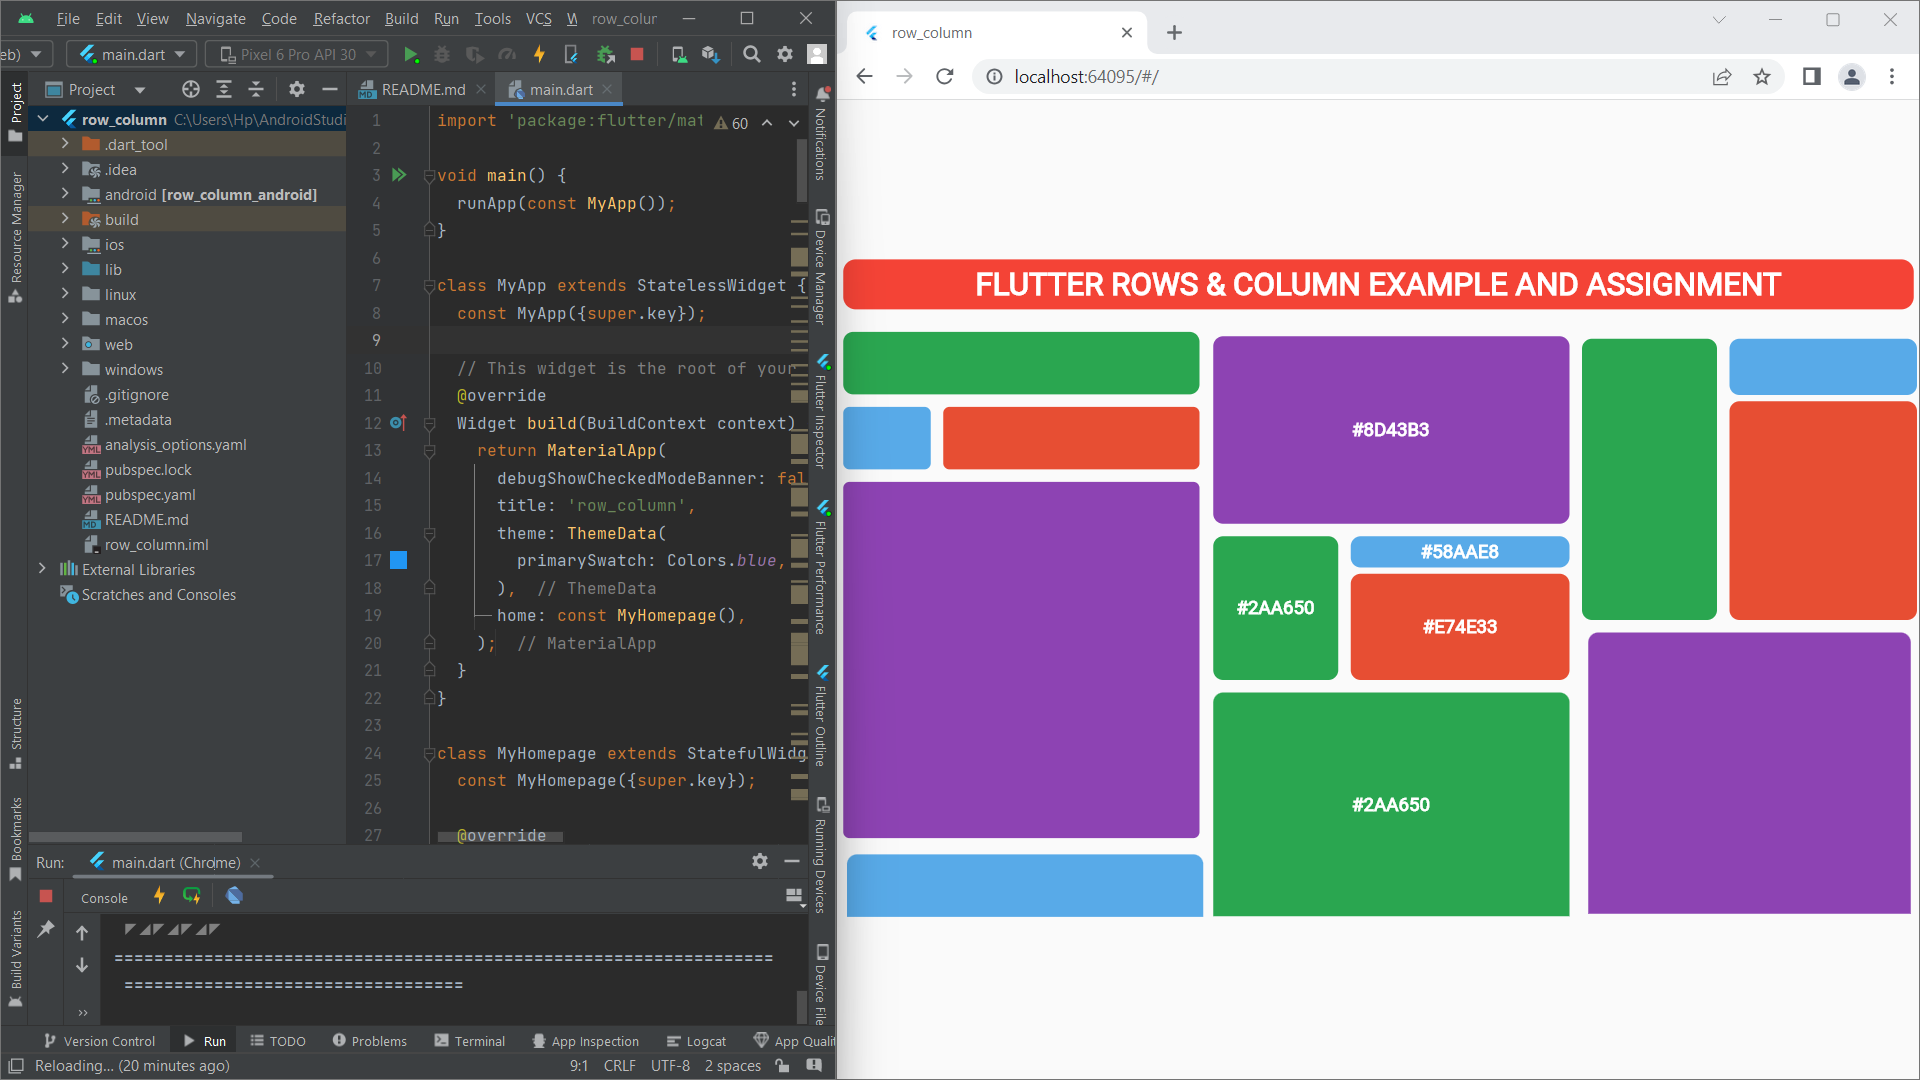 File Edit View Navigate Code Refactor Build Run Tools VCS W row_colur
eb) main.dart Pixel 6 Pro API 30
Project README.md main.dart
row_column C:\Users\Hp\AndroidStudi
.dart_tool
.idea
android [row_column_android]
build
ios
lib
linux
macos
web
windows
.gitignore
.metadata
analysis_options.yaml
pubspec.lock
pubspec.yaml
README.md
row_column.iml
External Libraries
Scratches and Consoles
Project
Resource Manager
Structure
Bookmarks
Build Variants
1 import 'package:flutter/mat 60
2
3 void main() {
4 runApp(const MyApp());
5 }
6
7 class MyApp extends StatelessWidget {
8 const MyApp({super.key});
9
10 // This widget is the root of your
11 @override
12 Widget build(BuildContext context)
13 return MaterialApp(
14 debugShowCheckedModeBanner: fal
15 title: 'row_column',
16 theme: ThemeData(
17 primarySwatch: Colors.blue,
18 ), // ThemeData
19 home: const MyHomepage(),
20 ); // MaterialApp
21 }
22 }
23
24 class MyHomepage extends StatefulWidg
25 const MyHomepage({super.key});
26
27 @override
Notifications
Device Manager
Flutter Inspector
Flutter Performance
Flutter Outline
Running Devices
Device File
Run: main.dart (Chrome)
Console
==================================================================
==================================
Version Control Run TODO Problems Terminal App Inspection Logcat App Qualit
Reloading... (20 minutes ago) 9:1 CRLF UTF-8 2 spaces
row_column
localhost:64095/#/
FLUTTER ROWS & COLUMN EXAMPLE AND ASSIGNMENT
#8D43B3
#58AAE8
#2AA650
#E74E33
#2AA650